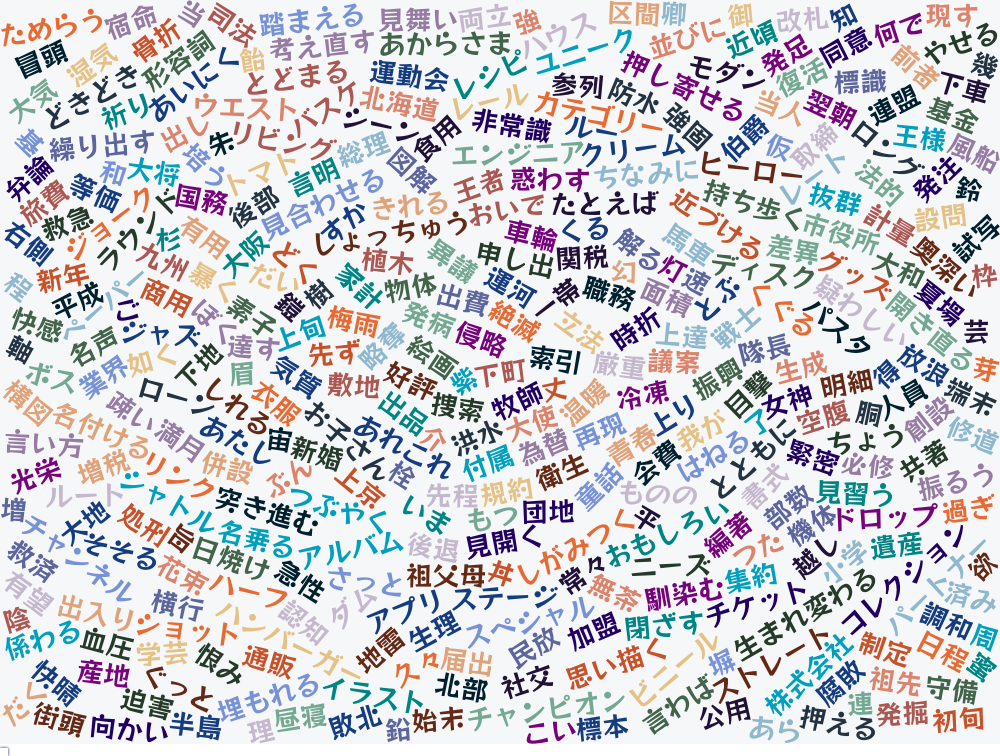 ためらう 宿命 当 司法 踏まえる 見舞い 両立 強 ハウス 区間 卿 御 改札 知 現す
冒頭 湿気 骨折 形容詞 く 飴 考え直す あからさま レシピ ユニーク 並びに 近頃 発足 同意 何で やせる 幾
大気 どきどき 祈り あいにく とどまる 運動会 押し寄せる モダン 復活 標識 前者 下車
繰り出す 出し 朱 ウエスト バスケ 北海道 レール カテゴリー 参列 防水 強固 当人 翌朝 連盟 基金
弁論 和 大将 造り リビング ジーン 食用 非常識 ルー クリーム 伯爵 仮 取締 ロング 王様 風船
旅費 等価 国務 トマト 言明 総理 図解 エンジニア ちなみに ヒーロー レート 法的 発注 鈴
救急 ジョーク 後部 見合わせる きれる 王者 惑わす たとえば 持ち歩く 抜群 計量 設問 試写
右側 ラウンド 杉 有用 大阪 すか しょっちゅう おいで 車輪 くる 近づける 市役所 奥深い
新年 九州 暴く だし どく 植木 異議 申し出 関税 解る 馬車 差異 グッズ 大和 枠
程 平成 ご 商用 ぼく 素子 盤 樹 家計 物体 出費 運河 一帯 幻 灯 速やか ディスク 疑わしい 夏場
快感 ページ 名声 ジャズ 達す 上旬 梅雨 発病 絶滅 職務 面積 と くぐる パスタ 開き直る 芸
軸 ボス 業界 如く 下地 眉 先ず 略奪 絵画 侵略 立法 時折 上達 戦士 隊長 放浪 芽
構図 疎い ローン しれる 衣服 気質 敷地 好評 紫 下町 索引 厳重 議案 振興 目撃 生成 得 端末
名付ける 満月 あたし 宙 お子さん あれこれ 出品 捜索 牧師 丈 温暖 冷凍 女神 明細 人員 創設
言い方 増税 リンク 併設 新婚 栓 介 洪水 大使 為替 再現 青春 上り 我が 了 空腹 胴 ちょう 修道
光栄 ルート シャトル ぶん 上京 付属 衛生 童話 会費 はねる とともに 緊密 必修 共著 振るう
増 チャンネル 大地 処刑 旨 突き進む つぶやく いま 先程 規約 ものの 書式 部数 見習う
救済 そそる 日焼け 名乗る アルバム 後退 もつ 団地 平 おもしろい 編著 機体 ドロップ 過ぎ
有望 花束 ハーフ 急性 さっと 見開く しがみつく 常々 ニーズ つた 越し 小学 遺産 欲
陰 出入り 横行 ハンバーガー 認知 ダム 祖父母 丼 無茶 馴染む 集約 コレクション 済み
係わる 血圧 ショット 地雷 アプリ ステージ スペシャル 加盟 閉ざす チケット 生まれ変わる 調和 周
快晴 学芸 恨み 通販 久々 生理 届出 民放 思い描く ビニール 塀 ストレート 制定 日程
産地 ぐっと 埋もれる イラスト 北部 社交 株式会社 腐敗 祖先 守備
だく 街頭 迫害 向かい 半島 理 昼寝 敗北 鉛 始末 チャンピオン こい 標本 言わば 公用 あら 押える 連 発掘 初旬